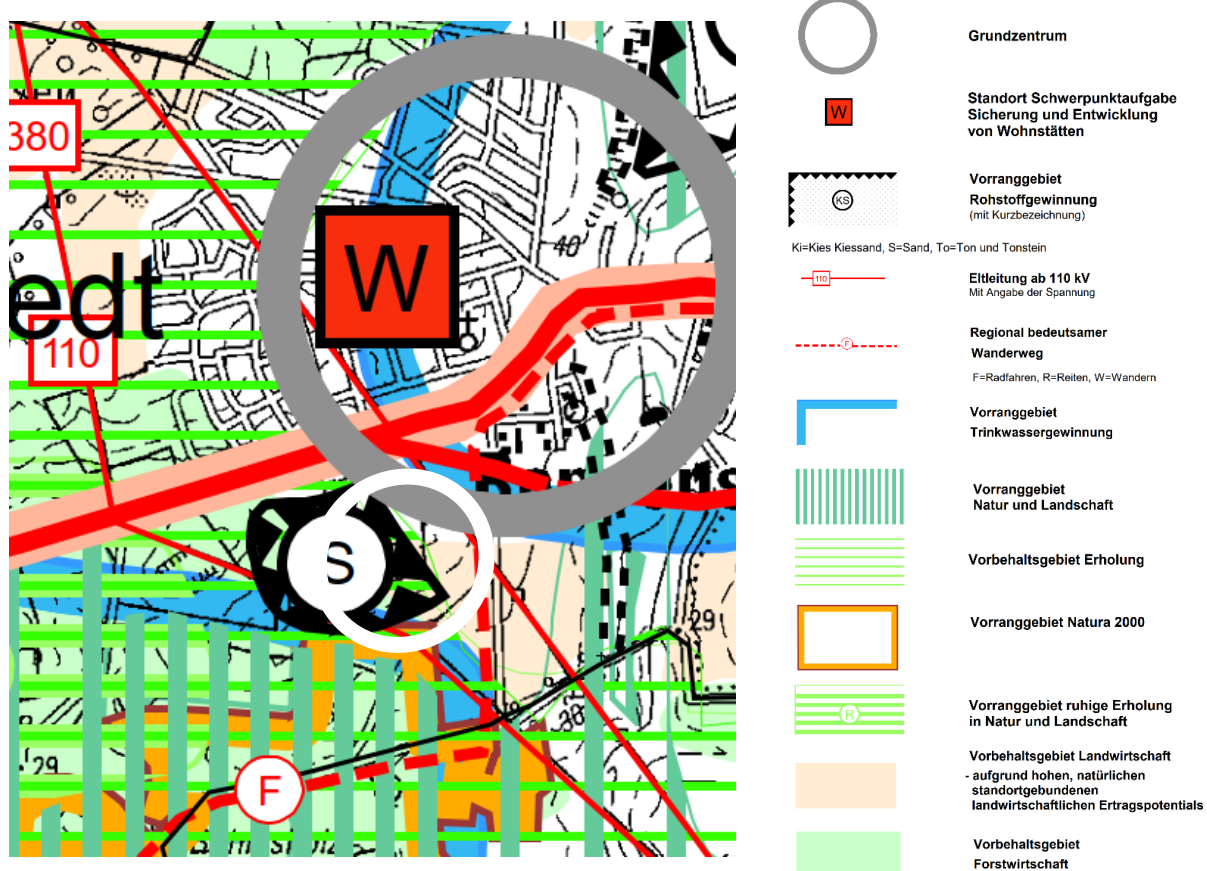 380
edt
110
W
40
S
29
38
29
F
Grundzentrum
W
Standort Schwerpunktaufgabe
Sicherung und Entwicklung
von Wohnstätten
KS
Vorranggebiet
Rohstoffgewinnung
(mit Kurzbezeichnung)
Ki=Kies Kiessand, S=Sand, To=Ton und Tonstein
110
Eltleitung ab 110 kV
Mit Angabe der Spannung
F
Regional bedeutsamer
Wanderweg
F=Radfahren, R=Reiten, W=Wandern
Vorranggebiet
Trinkwassergewinnung
Vorranggebiet
Natur und Landschaft
Vorbehaltsgebiet Erholung
Vorranggebiet Natura 2000
R
Vorranggebiet ruhige Erholung
in Natur und Landschaft
Vorbehaltsgebiet Landwirtschaft
- aufgrund hohen, natürlichen
standortgebundenen
landwirtschaftlichen Ertragspotentials
Vorbehaltsgebiet
Forstwirtschaft